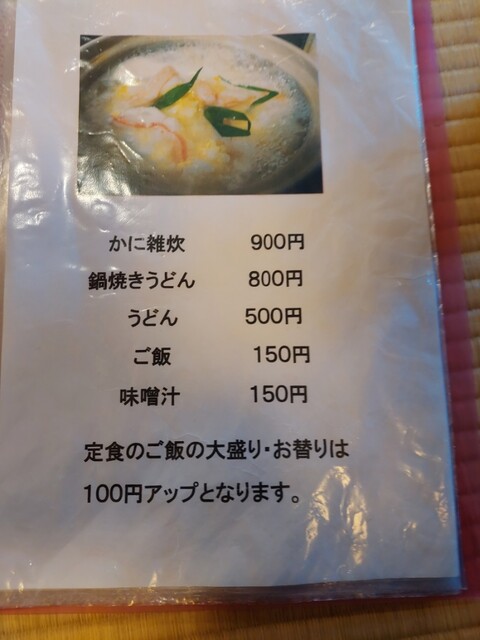 かに雑炊 900円
鍋焼きうどん 800円
うどん 500円
ご飯 150円
味噌汁 150円
定食のご飯の大盛り・お替りは
100円アップとなります。